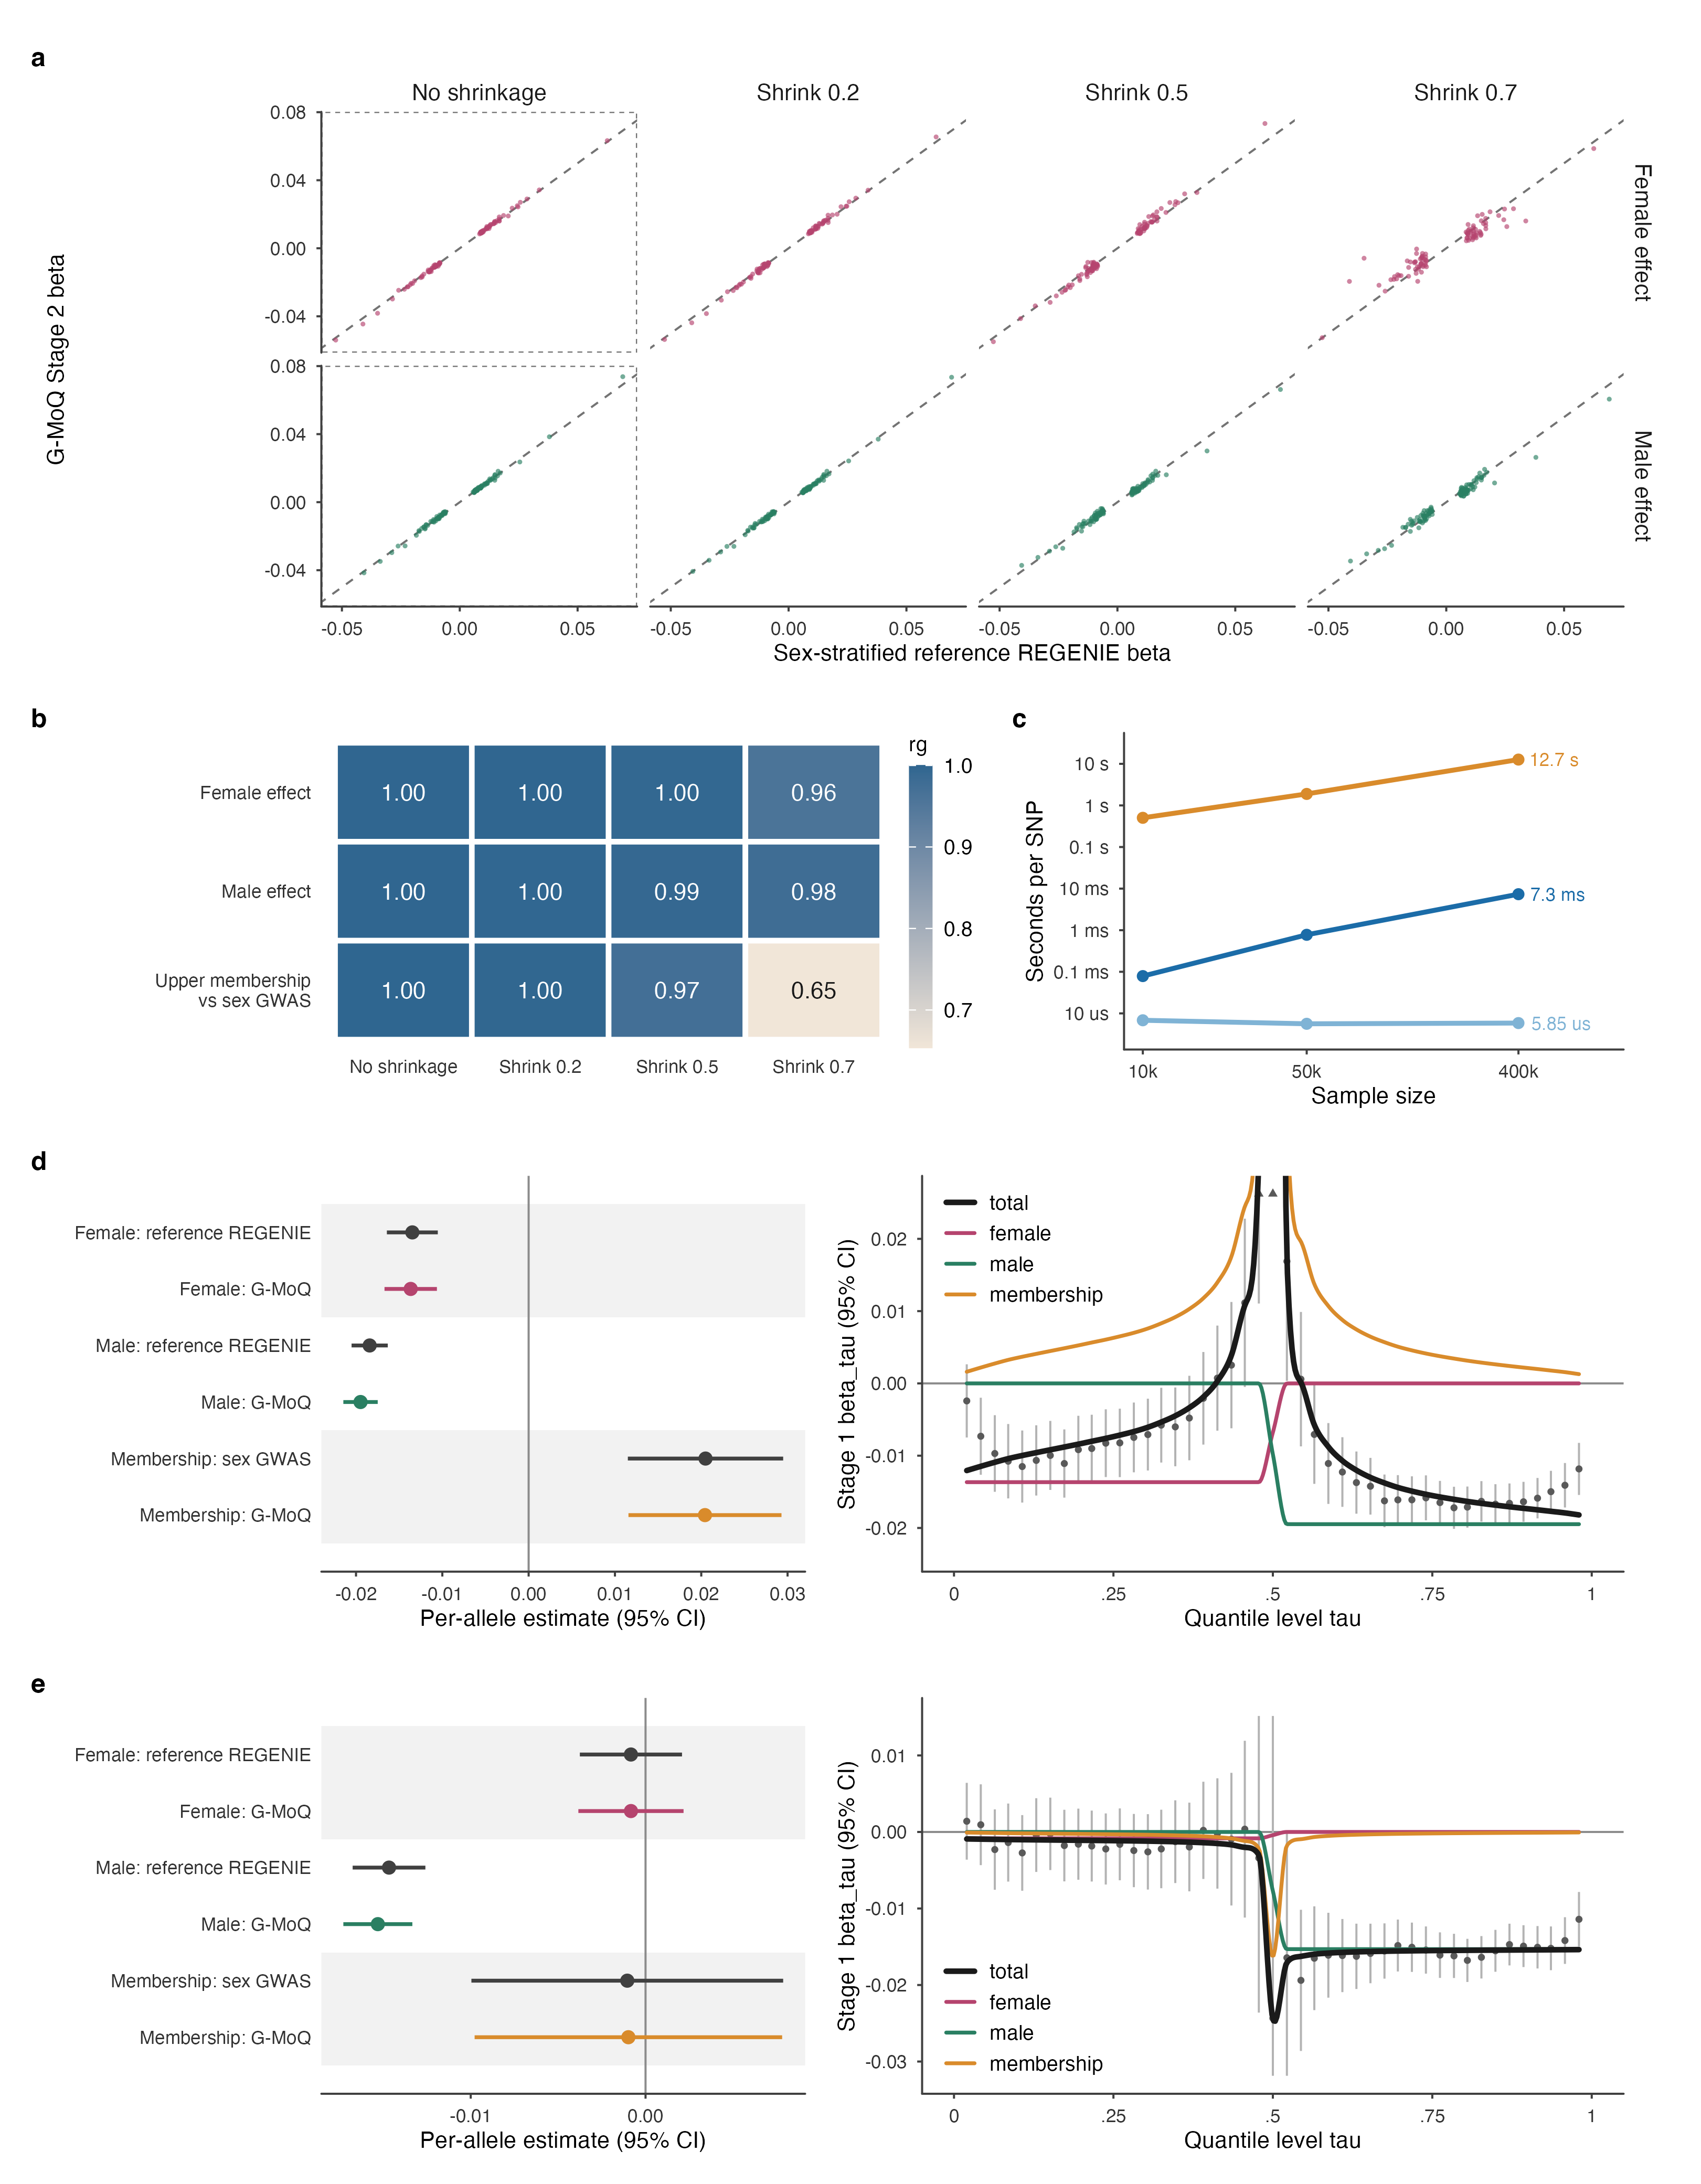 a
No shrinkage
Shrink 0.2
Shrink 0.5
Shrink 0.7
0.08
0.04
0.00
-0.04
Female effect
0.08
0.04
0.00
-0.04
Male effect
G-MoQ Stage 2 beta
-0.05 0.00 0.05
-0.05 0.00 0.05
-0.05 0.00 0.05
-0.05 0.00 0.05
Sex-stratified reference REGENIE beta
b
Female effect
1.00 1.00 1.00 0.96
Male effect
1.00 1.00 0.99 0.98
Upper membership
vs sex GWAS
1.00 1.00 0.97 0.65
No shrinkage
Shrink 0.2
Shrink 0.5
Shrink 0.7
rg
1.0
0.9
0.8
0.7
c
Seconds per SNP
10 s
1 s
0.1 s
10 ms
1 ms
0.1 ms
10 us
12.7 s
7.3 ms
5.85 us
10k 50k 400k
Sample size
d
Female: reference REGENIE
Female: G-MoQ
Male: reference REGENIE
Male: G-MoQ
Membership: sex GWAS
Membership: G-MoQ
-0.02 -0.01 0.00 0.01 0.02 0.03
Per-allele estimate (95% CI)
Stage 1 beta_tau (95% CI)
0.02
0.01
0.00
-0.01
-0.02
total
female
male
membership
0 .25 .5 .75 1
Quantile level tau
e
Female: reference REGENIE
Female: G-MoQ
Male: reference REGENIE
Male: G-MoQ
Membership: sex GWAS
Membership: G-MoQ
-0.01 0.00
Per-allele estimate (95% CI)
Stage 1 beta_tau (95% CI)
0.01
0.00
-0.01
-0.02
-0.03
total
female
male
membership
0 .25 .5 .75 1
Quantile level tau